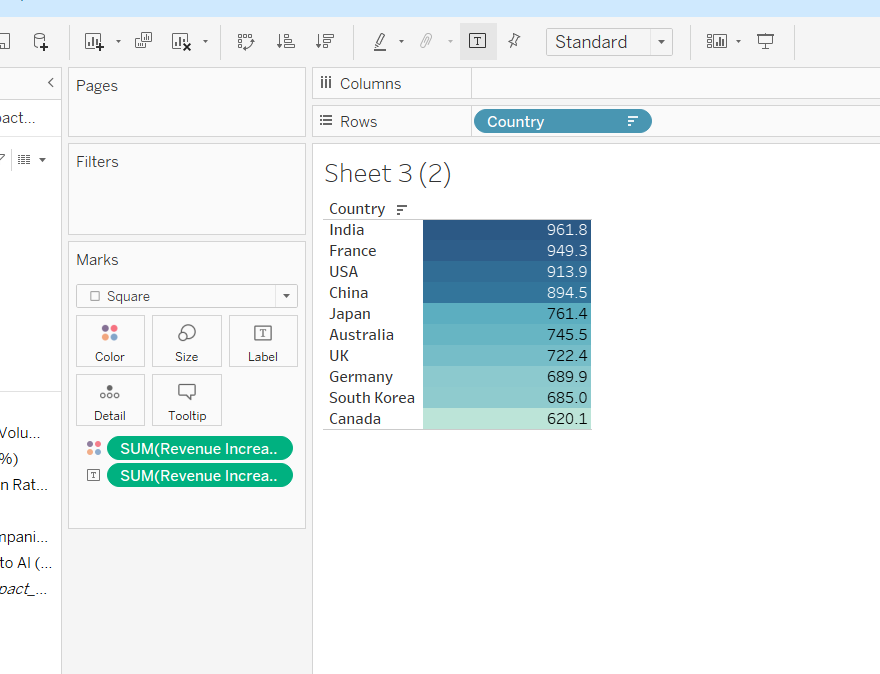 Standard
Pages
Columns
pact...
Rows
Country
Filters
Sheet 3 (2)
Country
India 961.8
France 949.3
USA 913.9
China 894.5
Japan 761.4
Australia 745.5
UK 722.4
Germany 689.9
South Korea 685.0
Canada 620.1
Marks
Square
Color
Size
T
Label
Detail
Tooltip
SUM(Revenue Increa..
T
SUM(Revenue Increa..
Volu...
%)
n Rat...
mpani...
to AI (...
pact_...